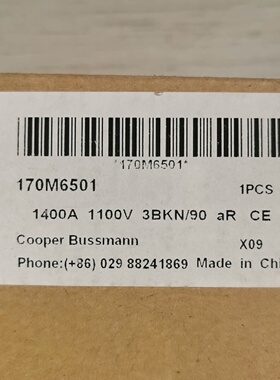 *170M6501*
170M6501 1PCS
1400A 1100V 3BKN/90 aR CE
Cooper Bussmann X09
Phone:(+86) 029 88241869 Made in Chi